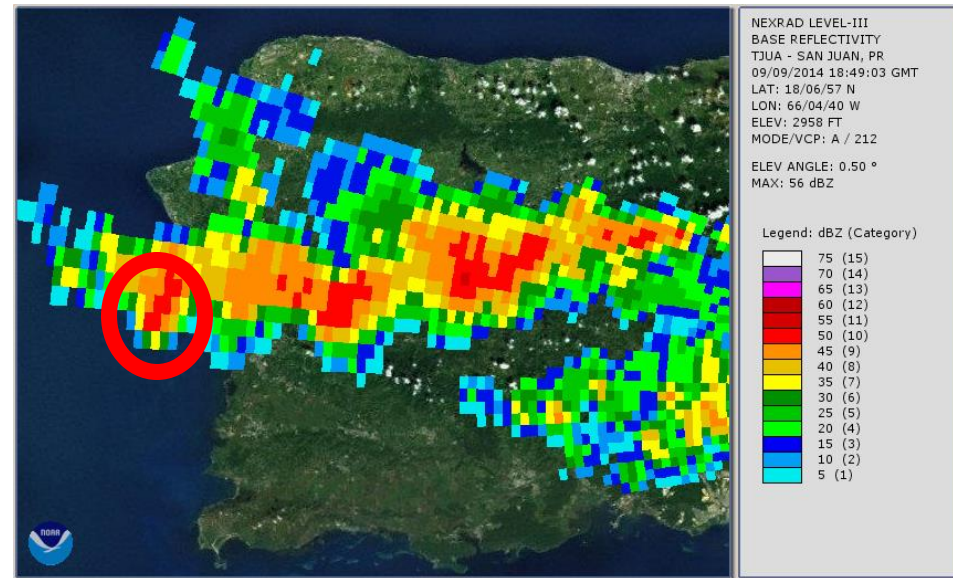 NEXRAD LEVEL-III
BASE REFLECTIVITY
TJUA - SAN JUAN, PR
09/09/2014 18:49:03 GMT
LAT: 18/06/57 N
LON: 66/04/40 W
ELEV: 2958 FT
MODE/VCP: A / 212
ELEV ANGLE: 0.50 °
MAX: 56 dBZ
Legend: dBZ (Category)
75 (15)
70 (14)
65 (13)
60 (12)
55 (11)
50 (10)
45 (9)
40 (8)
35 (7)
30 (6)
25 (5)
20 (4)
15 (3)
10 (2)
5 (1)
NOAA